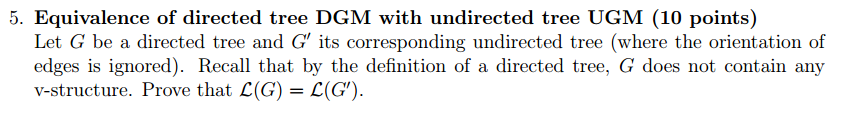 5. Equivalence of directed tree DGM with undirected tree UGM (10 points)
Let G be a directed tree and G′ its corresponding undirected tree (where the orientation of
edges is ignored). Recall that by the definition of a directed tree, G does not contain any
v-structure. Prove that ℒ(G) = ℒ(G′).